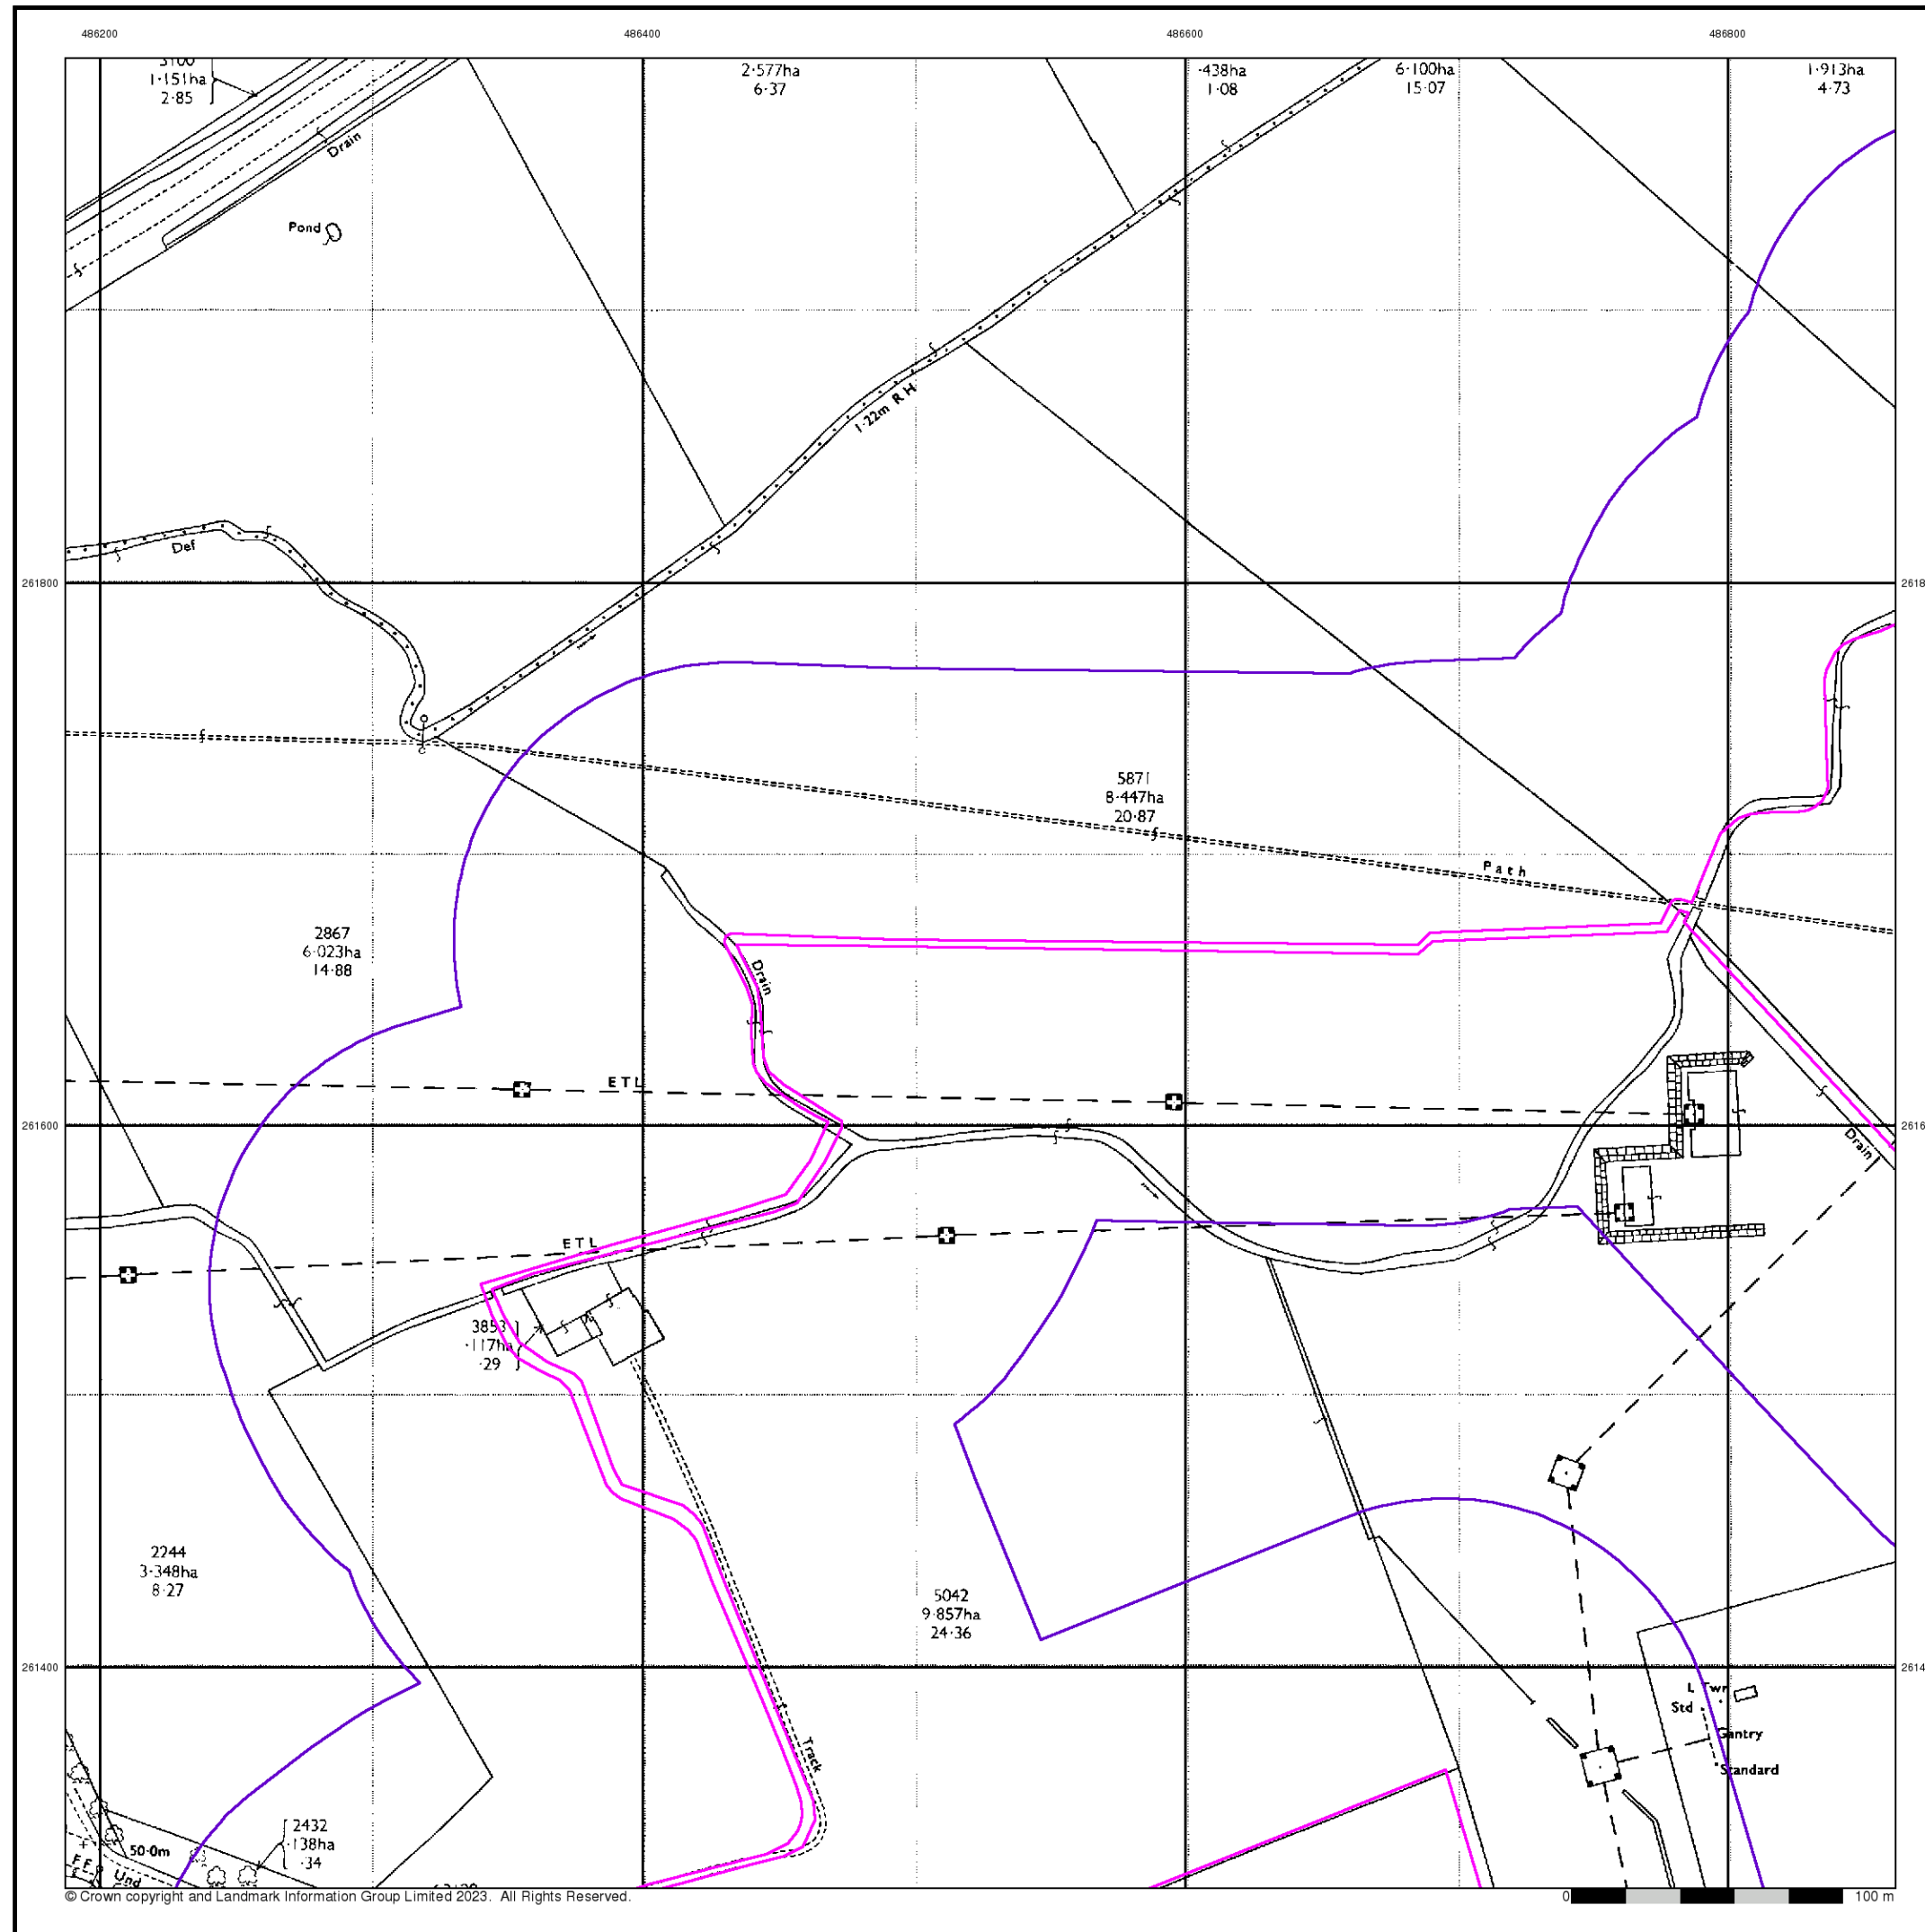 486200
486400
486600
486800
1·151ha
2·85
2·577ha
6·37
·438ha
1·08
6·100ha
15·07
1·913ha
4·73
Drain
Pond
1·22m R H
Def
261800
2618
5871
8·447ha
20·87
Path
2867
6·023ha
14·88
Drain
ETL
261600
2616
Drain
ETL
3853
·117ha
·29
2244
3·348ha
8·27
5042
9·857ha
24·36
261400
2614
L Twr
Std
Gantry
Standard
Track
2432
·138ha
·34
50·0m
Und
© Crown copyright and Landmark Information Group Limited 2023. All Rights Reserved.
0
100 m